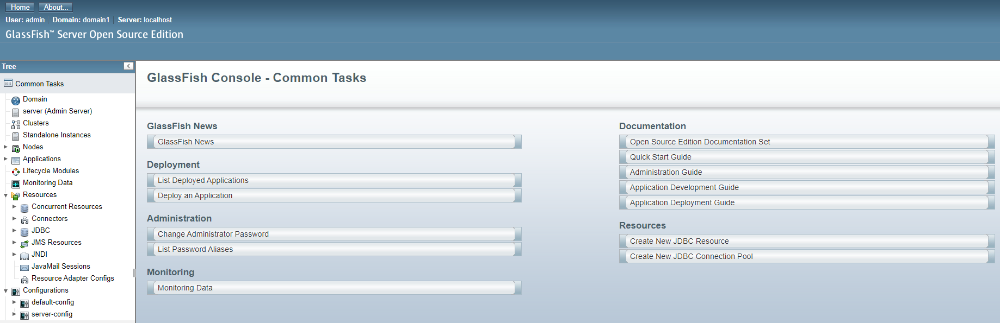 Home About...
User: admin Domain: domain1 Server: localhost
GlassFish™ Server Open Source Edition
Tree
Common Tasks
Domain
server (Admin Server)
Clusters
Standalone Instances
Nodes
Applications
Lifecycle Modules
Monitoring Data
Resources
Concurrent Resources
Connectors
JDBC
JMS Resources
JNDI
JavaMail Sessions
Resource Adapter Configs
Configurations
default-config
server-config
GlassFish Console - Common Tasks
GlassFish News
GlassFish News
Deployment
List Deployed Applications
Deploy an Application
Administration
Change Administrator Password
List Password Aliases
Monitoring
Monitoring Data
Documentation
Open Source Edition Documentation Set
Quick Start Guide
Administration Guide
Application Development Guide
Application Deployment Guide
Resources
Create New JDBC Resource
Create New JDBC Connection Pool